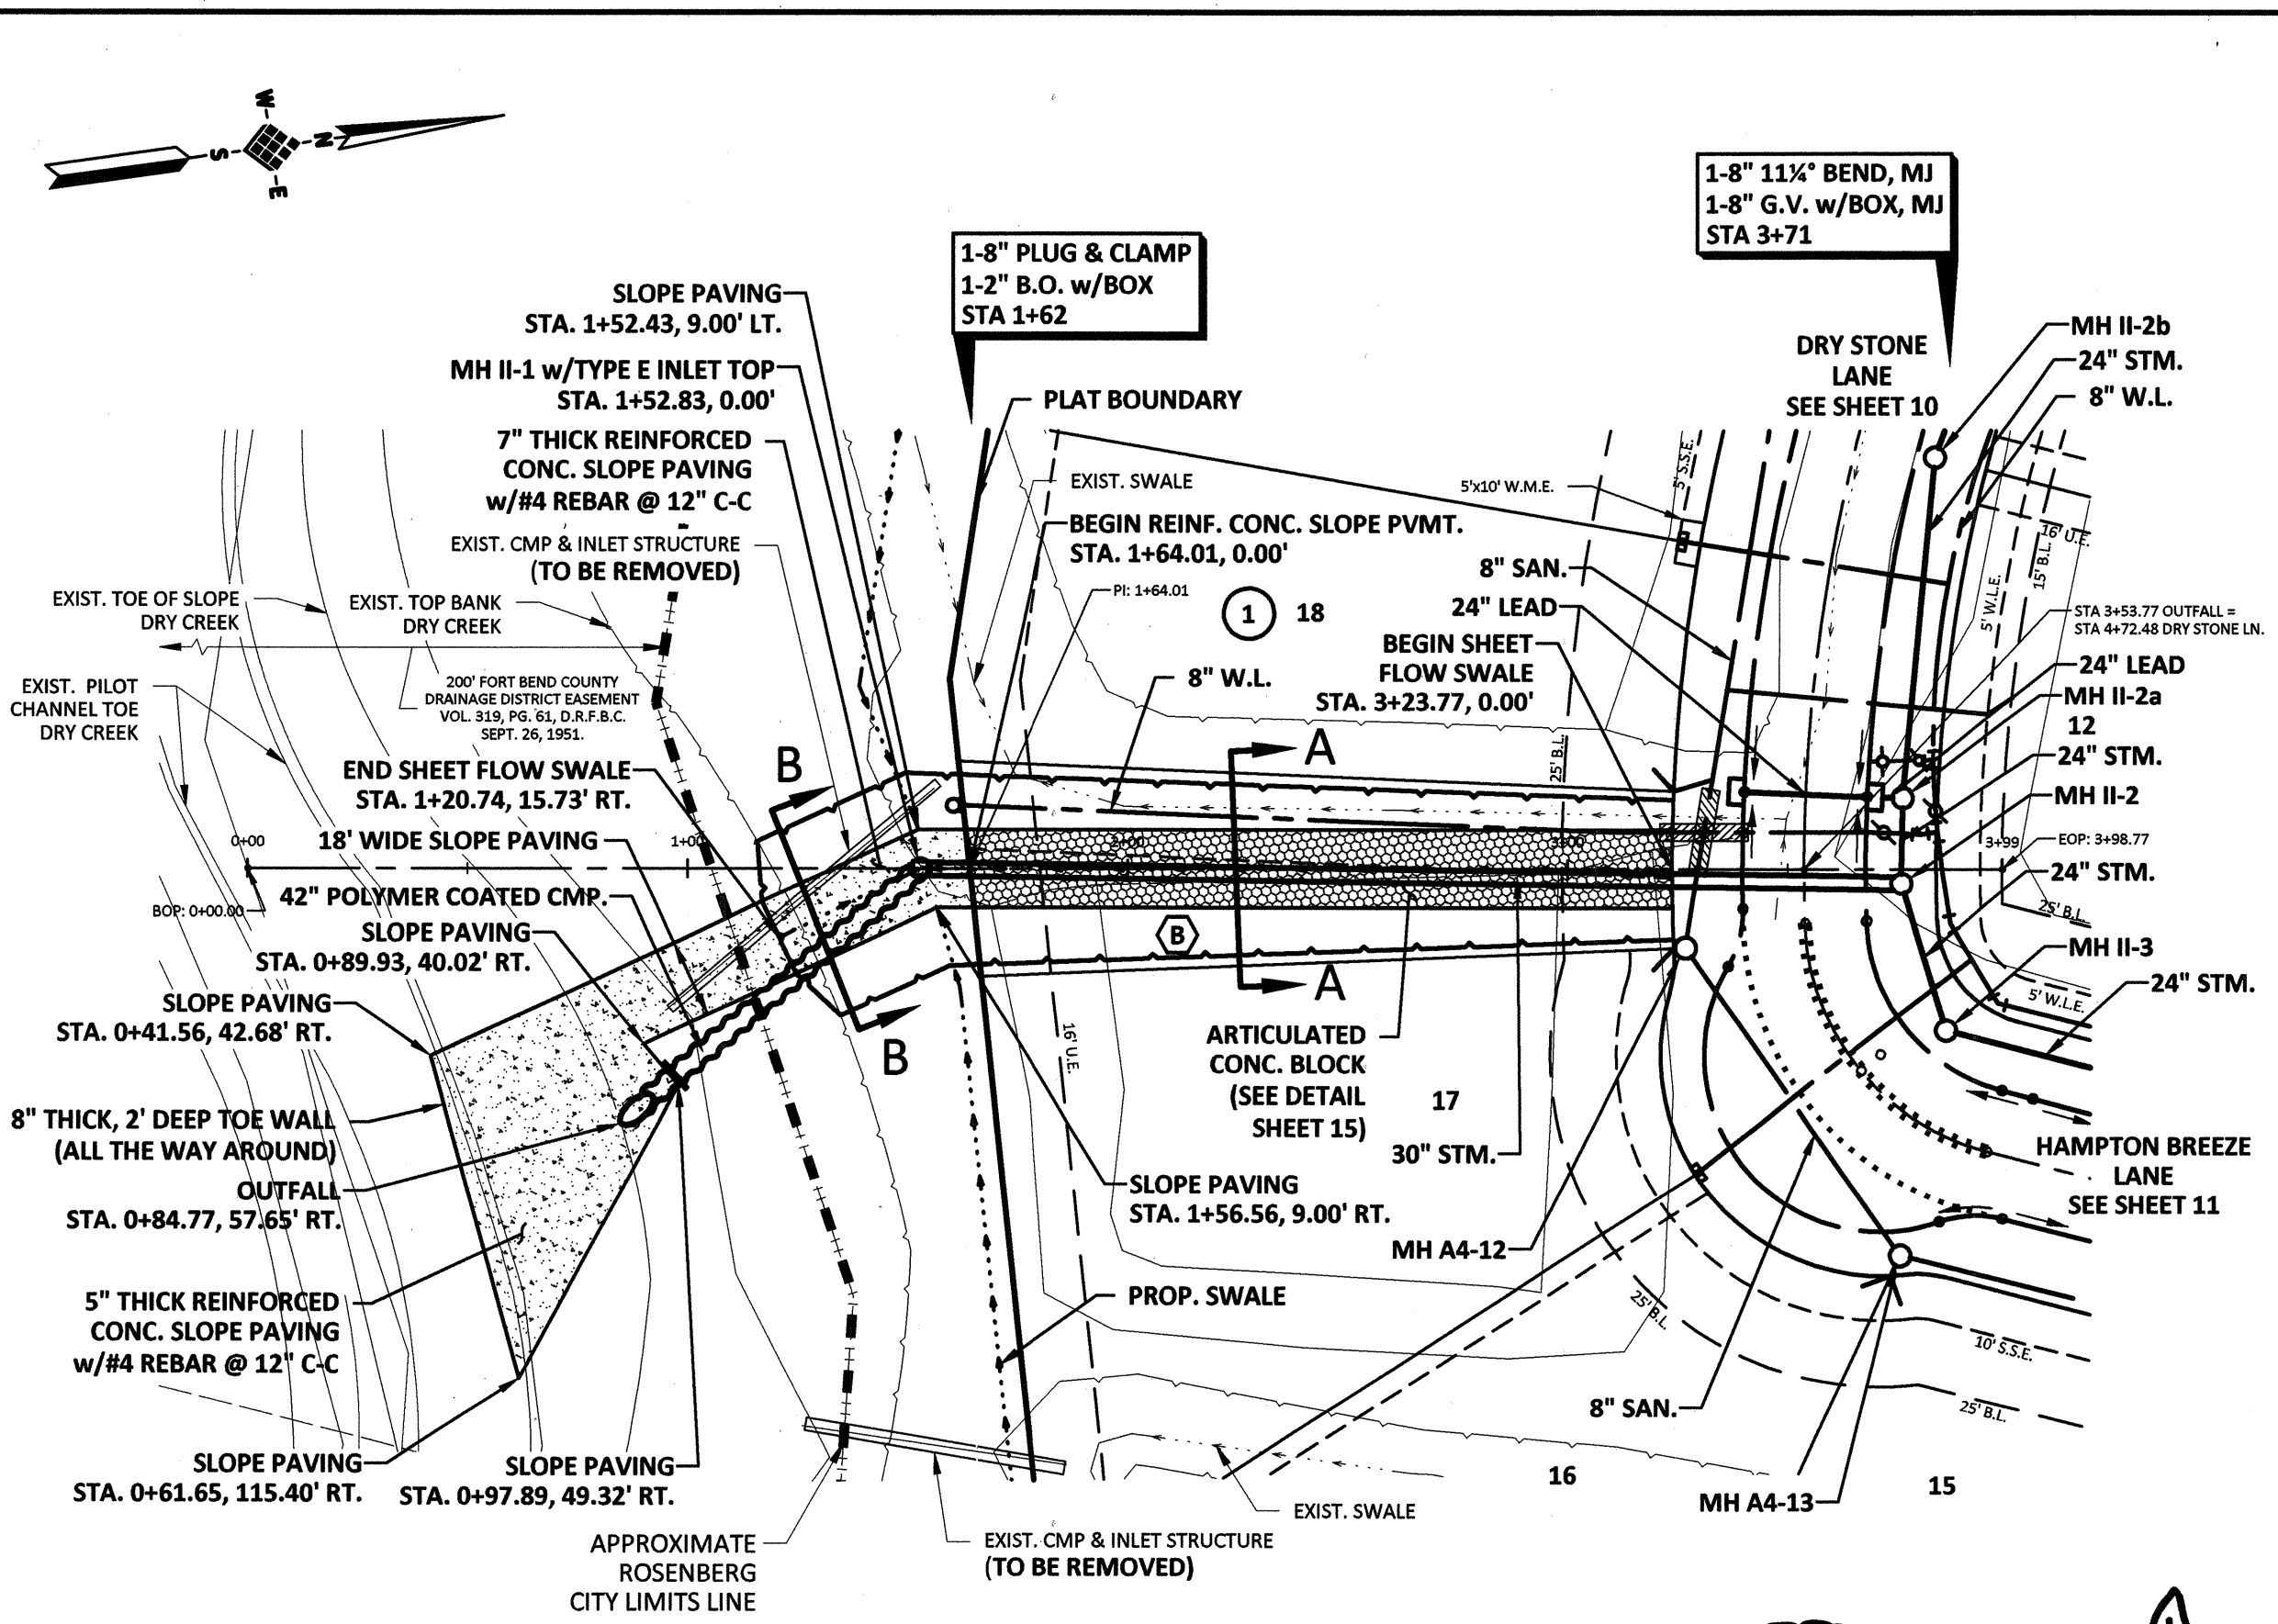 W
N
S
E
1-8" 11¼° BEND, MJ
1-8" G.V. w/BOX, MJ
STA 3+71
1-8" PLUG & CLAMP
1-2" B.O. w/BOX
STA 1+62
SLOPE PAVING
STA. 1+52.43, 9.00' LT.
MH II-1 w/TYPE E INLET TOP
STA. 1+52.83, 0.00'
7" THICK REINFORCED
CONC. SLOPE PAVING
w/#4 REBAR @ 12" C-C
EXIST. CMP & INLET STRUCTURE
(TO BE REMOVED)
EXIST. TOE OF SLOPE
DRY CREEK
EXIST. TOP BANK
DRY CREEK
EXIST. PILOT
CHANNEL TOE
DRY CREEK
200' FORT BEND COUNTY
DRAINAGE DISTRICT EASEMENT
VOL. 319, PG. 61, D.R.F.B.C.
SEPT. 26, 1951.
END SHEET FLOW SWALE
STA. 1+20.74, 15.73' RT.
18' WIDE SLOPE PAVING
0+00
1+00
2+00
3+00
3+99
BOP: 0+00.00
42" POLYMER COATED CMP.
SLOPE PAVING
STA. 0+89.93, 40.02' RT.
SLOPE PAVING
STA. 0+41.56, 42.68' RT.
8" THICK, 2' DEEP TOE WALL
(ALL THE WAY AROUND)
OUTFALL
STA. 0+84.77, 57.65' RT.
5" THICK REINFORCED
CONC. SLOPE PAVING
w/#4 REBAR @ 12" C-C
SLOPE PAVING
STA. 0+61.65, 115.40' RT.
SLOPE PAVING
STA. 0+97.89, 49.32' RT.
APPROXIMATE
ROSENBERG
CITY LIMITS LINE
PLAT BOUNDARY
EXIST. SWALE
BEGIN REINF. CONC. SLOPE PVMT.
STA. 1+64.01, 0.00'
PI: 1+64.01
1
18
8" W.L.
B
B
A
A
B
16' U.E.
25' B.L.
ARTICULATED
CONC. BLOCK
(SEE DETAIL
SHEET 15)
17
30" STM.
SLOPE PAVING
STA. 1+56.56, 9.00' RT.
MH A4-12
PROP. SWALE
EXIST. SWALE
EXIST. CMP & INLET STRUCTURE
(TO BE REMOVED)
DRY STONE
LANE
SEE SHEET 10
5'x10' W.M.E.
5' S.S.E.
8" SAN.
24" LEAD
BEGIN SHEET
FLOW SWALE
STA. 3+23.77, 0.00'
MH II-2b
24" STM.
8" W.L.
16' U.E.
15' B.L.
5' W.L.E.
STA 3+53.77 OUTFALL =
STA 4+72.48 DRY STONE LN.
24" LEAD
MH II-2a
12
24" STM.
MH II-2
EOP: 3+98.77
24" STM.
25' B.L.
MH II-3
24" STM.
5' W.L.E.
HAMPTON BREEZE
LANE
SEE SHEET 11
25' B.L.
10' S.S.E.
25' B.L.
8" SAN.
16
15
MH A4-13